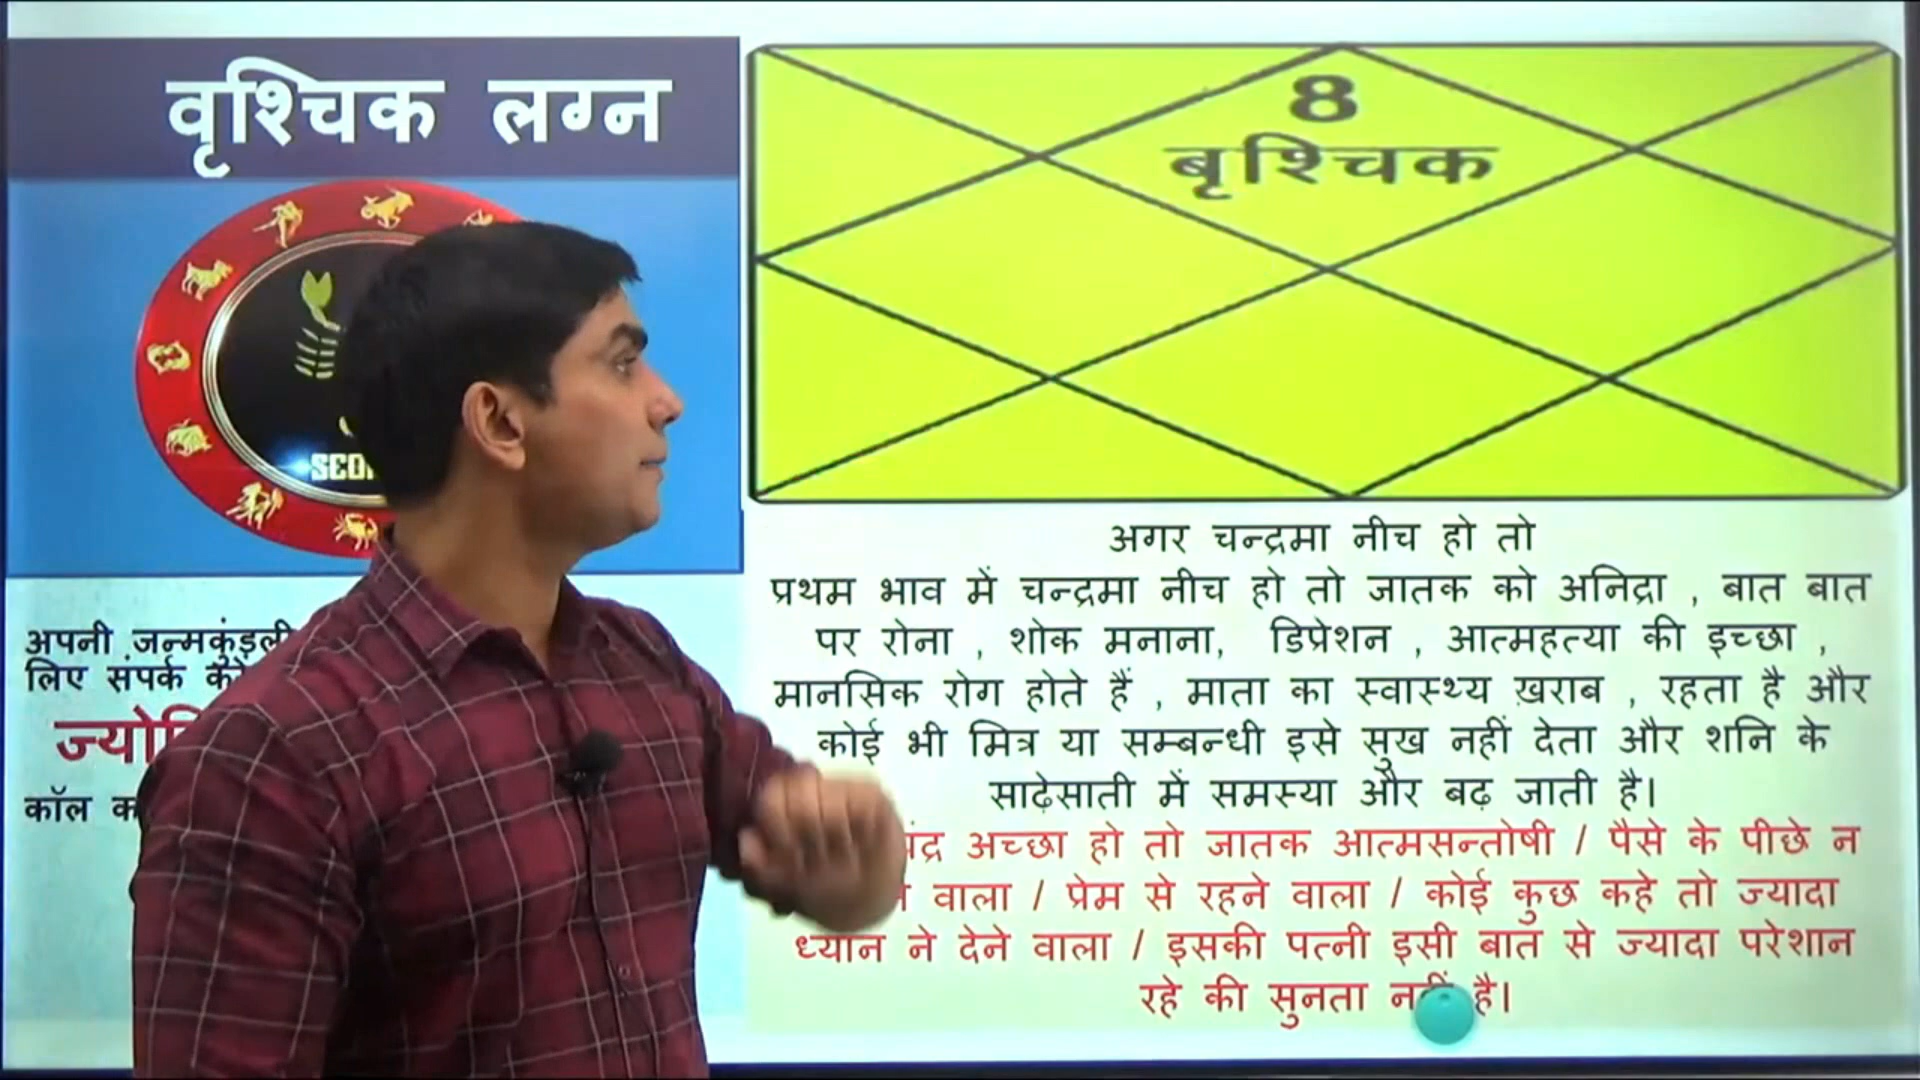 वृश्चिक लग्न
8
बृश्चिक
अगर चन्द्रमा नीच हो तो
प्रथम भाव में चन्द्रमा नीच हो तो जातक को अनिद्रा , बात बात
पर रोना , शोक मनाना, डिप्रेशन , आत्महत्या की इच्छा ,
मानसिक रोग होते हैं , माता का स्वास्थ्य ख़राब , रहता है और
कोई भी मित्र या सम्बन्धी इसे सुख नहीं देता और शनि के
साढ़ेसाती में समस्या और बढ़ जाती है।
चंद्र अच्छा हो तो जातक आत्मसन्तोषी / पैसे के पीछे न
वाला / प्रेम से रहने वाला / कोई कुछ कहे तो ज्यादा
ध्यान ने देने वाला / इसकी पत्नी इसी बात से ज्यादा परेशान
रहे की सुनता नहीं है।
अपनी जन्मकुंडली
लिए संपर्क करें
कॉल